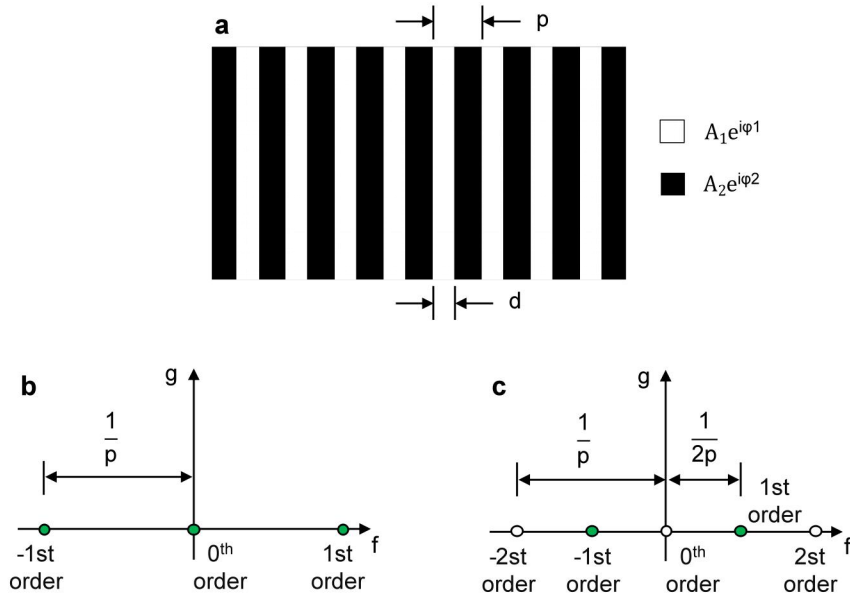 a
p
A₁e^iφ1
A₂e^iφ2
d
b
g
1
p
-1st
order
0th
order
1st
order
f
c
g
1
p
1
2p
1st
order
-2st
order
-1st
order
0th
order
2st
order
f